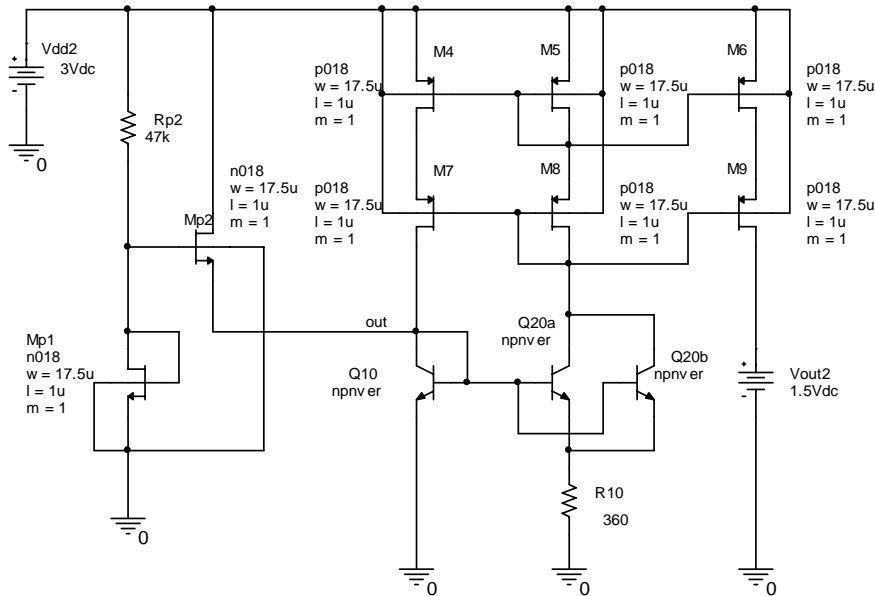 Vdd2
3Vdc
0
Rp2
47k
n018
w = 17.5u
l = 1u
m = 1
Mp2
Mp1
n018
w = 17.5u
l = 1u
m = 1
0
M4
p018
w = 17.5u
l = 1u
m = 1
M5
p018
w = 17.5u
l = 1u
m = 1
M6
p018
w = 17.5u
l = 1u
m = 1
M7
p018
w = 17.5u
l = 1u
m = 1
M8
p018
w = 17.5u
l = 1u
m = 1
M9
p018
w = 17.5u
l = 1u
m = 1
out
Q10
npnver
Q20a
npnver
Q20b
npnver
Vout2
1.5Vdc
R10
360
0
0
0